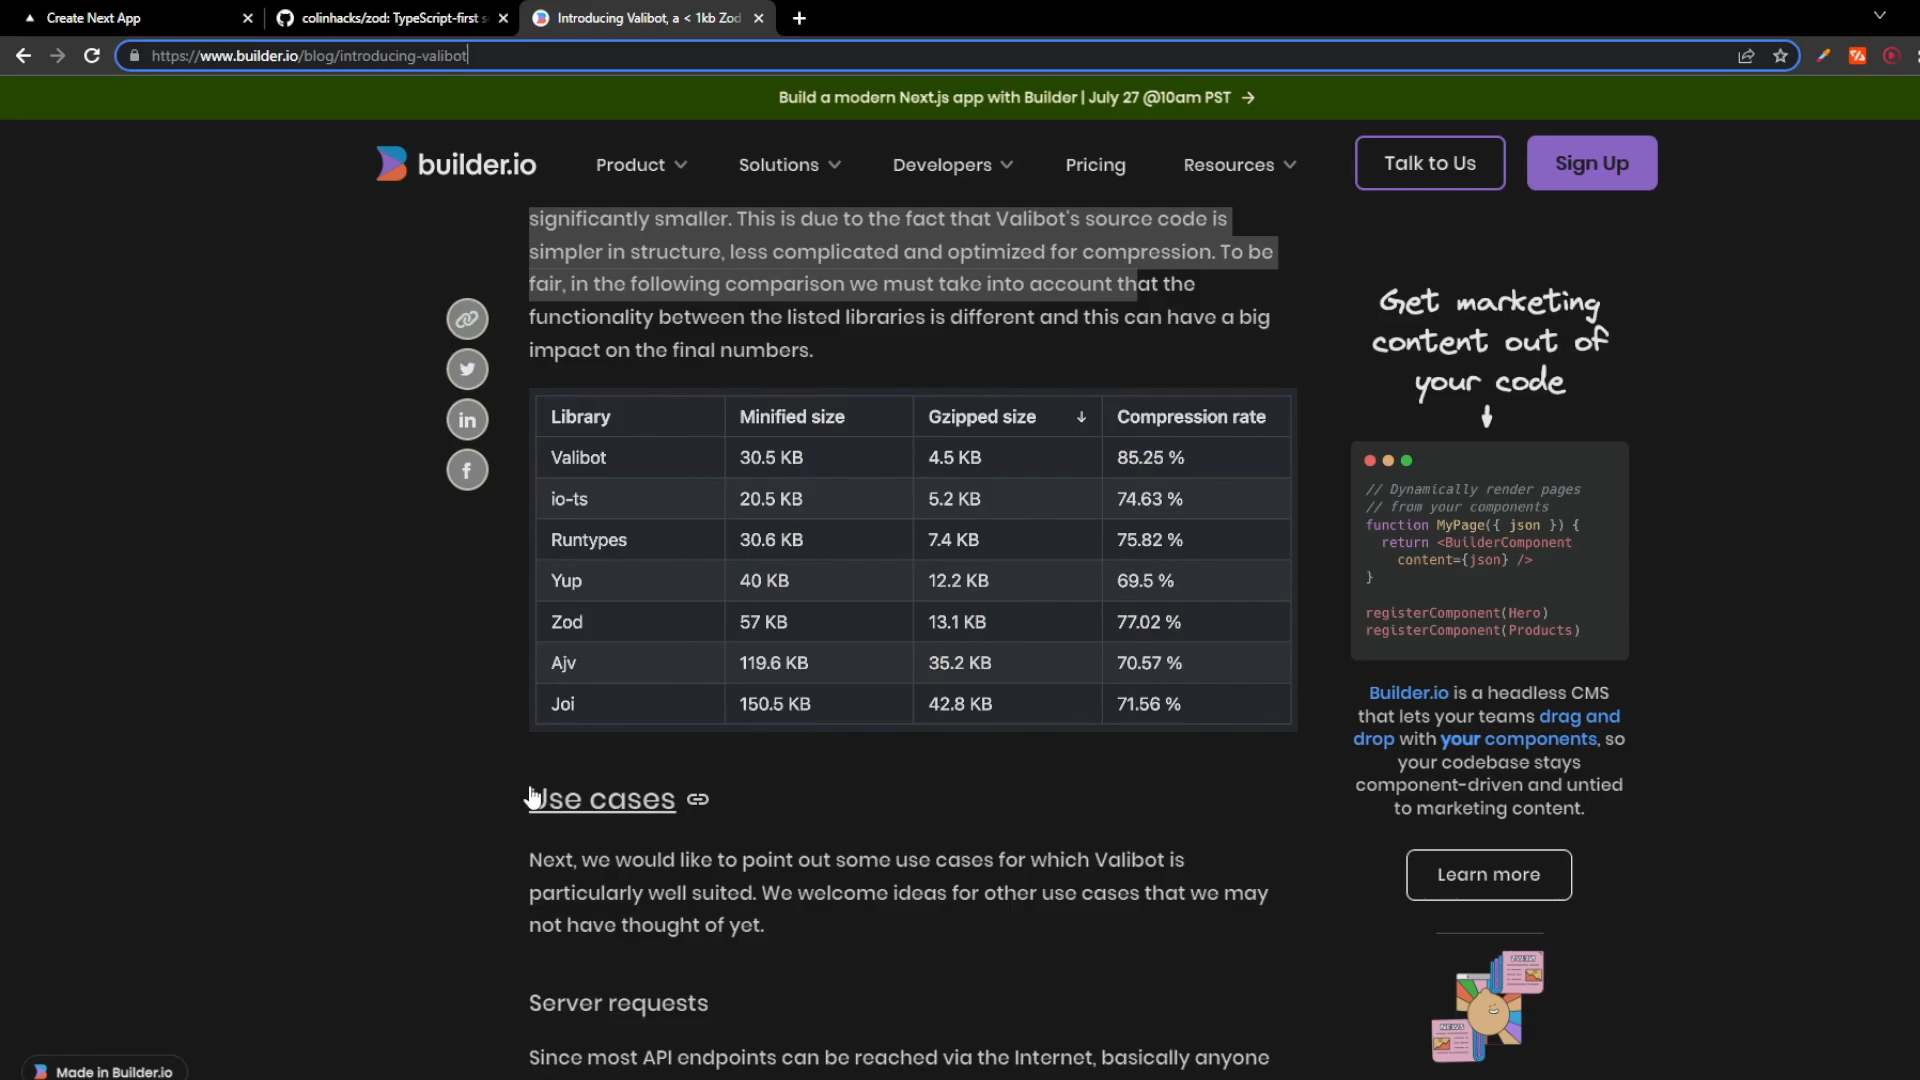 Create Next App
colinhacks/zod: TypeScript-first s
Introducing Valibot, a < 1kb Zod
https://www.builder.io/blog/introducing-valibot
Build a modern Next.js app with Builder | July 27 @10am PST →
builder.io
Product
Solutions
Developers
Pricing
Resources
Talk to Us
Sign Up
significantly smaller. This is due to the fact that Valibot's source code is
simpler in structure, less complicated and optimized for compression. To be
fair, in the following comparison we must take into account that the
functionality between the listed libraries is different and this can have a big
impact on the final numbers.
Library Minified size Gzipped size ↓ Compression rate
Valibot 30.5 KB 4.5 KB 85.25 %
io-ts 20.5 KB 5.2 KB 74.63 %
Runtypes 30.6 KB 7.4 KB 75.82 %
Yup 40 KB 12.2 KB 69.5 %
Zod 57 KB 13.1 KB 77.02 %
Ajv 119.6 KB 35.2 KB 70.57 %
Joi 150.5 KB 42.8 KB 71.56 %
Use cases
Next, we would like to point out some use cases for which Valibot is
particularly well suited. We welcome ideas for other use cases that we may
not have thought of yet.
Server requests
Since most API endpoints can be reached via the Internet, basically anyone
Get marketing
content out of
your code
// Dynamically render pages
// from your components
function MyPage({ json }) {
return <BuilderComponent
content={json} />
}
registerComponent(Hero)
registerComponent(Products)
Builder.io is a headless CMS
that lets your teams drag and
drop with your components, so
your codebase stays
component-driven and untied
to marketing content.
Learn more
NEWS
Made in Builder.io